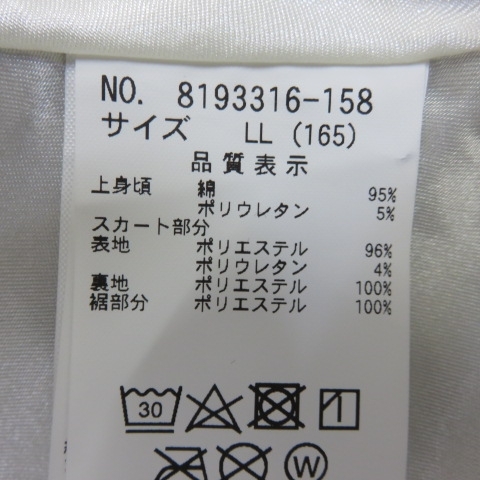 NO. 8193316-158
サイズ LL (165)
品質表示
上身頃 綿 95%
ポリウレタン 5%
スカート部分
表地 ポリエステル 96%
ポリウレタン 4%
裏地 ポリエステル 100%
裾部分 ポリエステル 100%
30
W